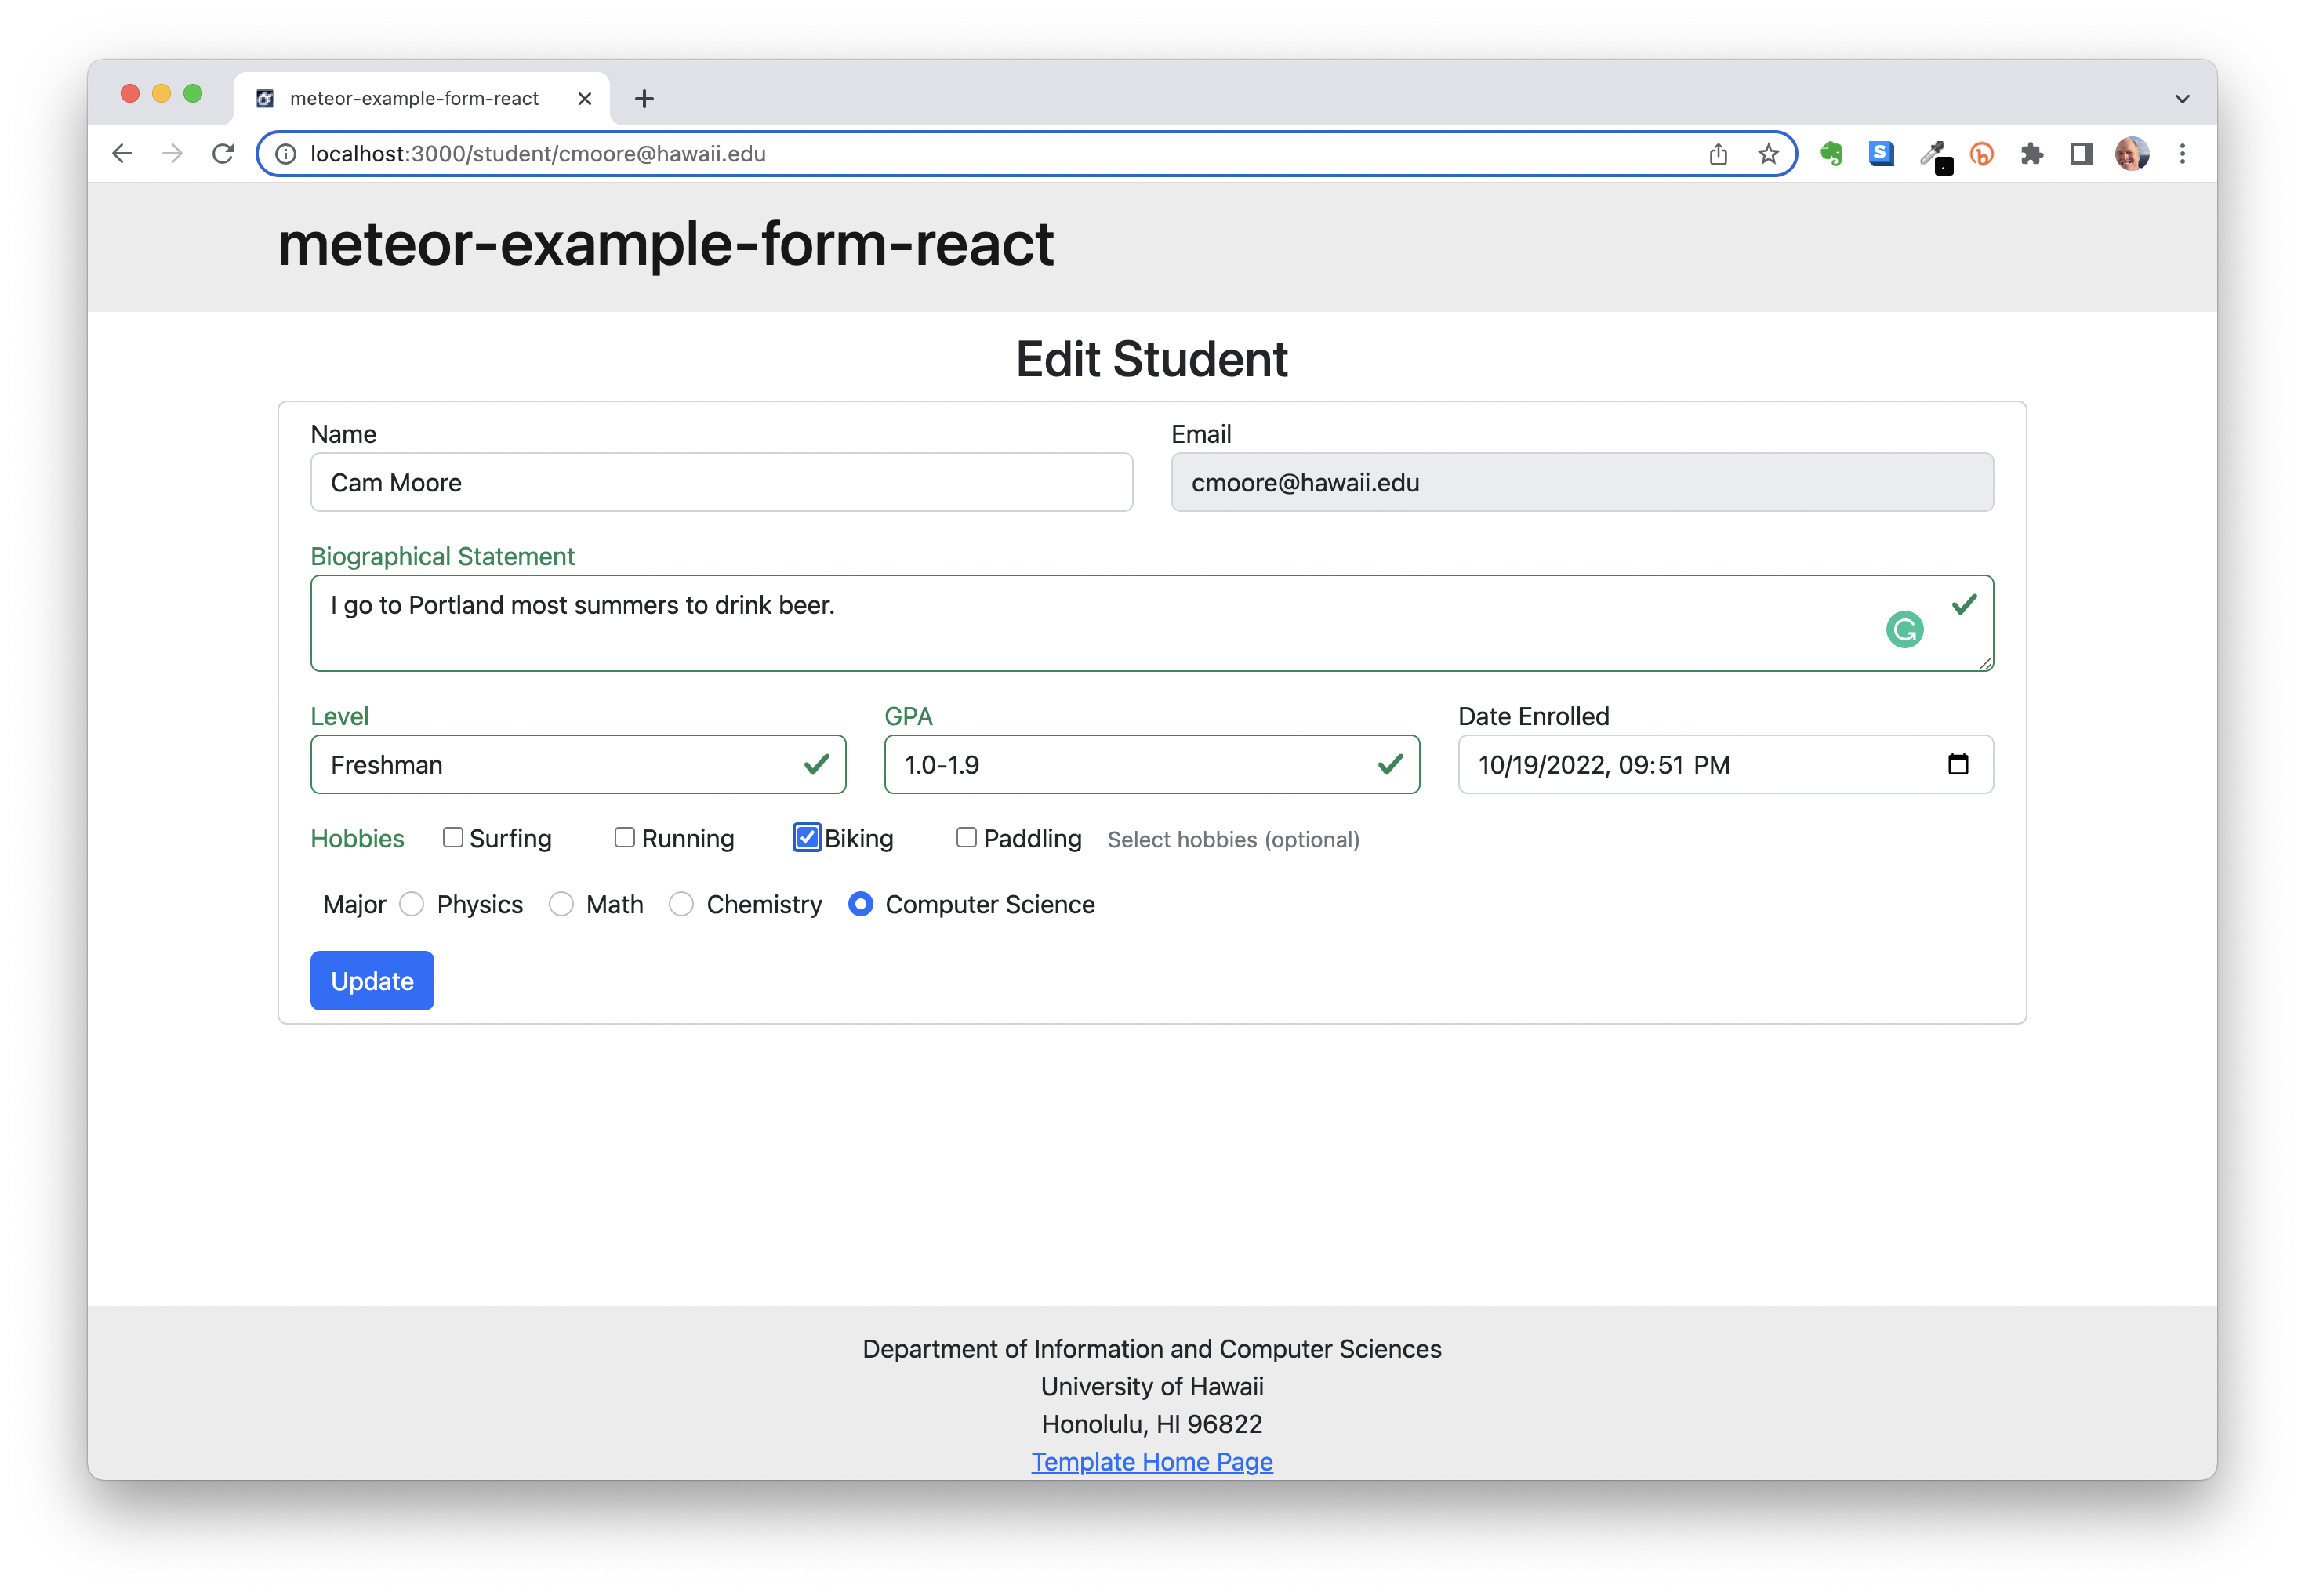 meteor-example-form-react
localhost:3000/student/cmoore@hawaii.edu
meteor-example-form-react
Edit Student
Name
Email
Cam Moore
cmoore@hawaii.edu
Biographical Statement
I go to Portland most summers to drink beer.
Level
GPA
Date Enrolled
Freshman
1.0-1.9
10/19/2022, 09:51 PM
Hobbies Surfing Running Biking Paddling Select hobbies (optional)
Major Physics Math Chemistry Computer Science
Update
Department of Information and Computer Sciences
University of Hawaii
Honolulu, HI 96822
Template Home Page